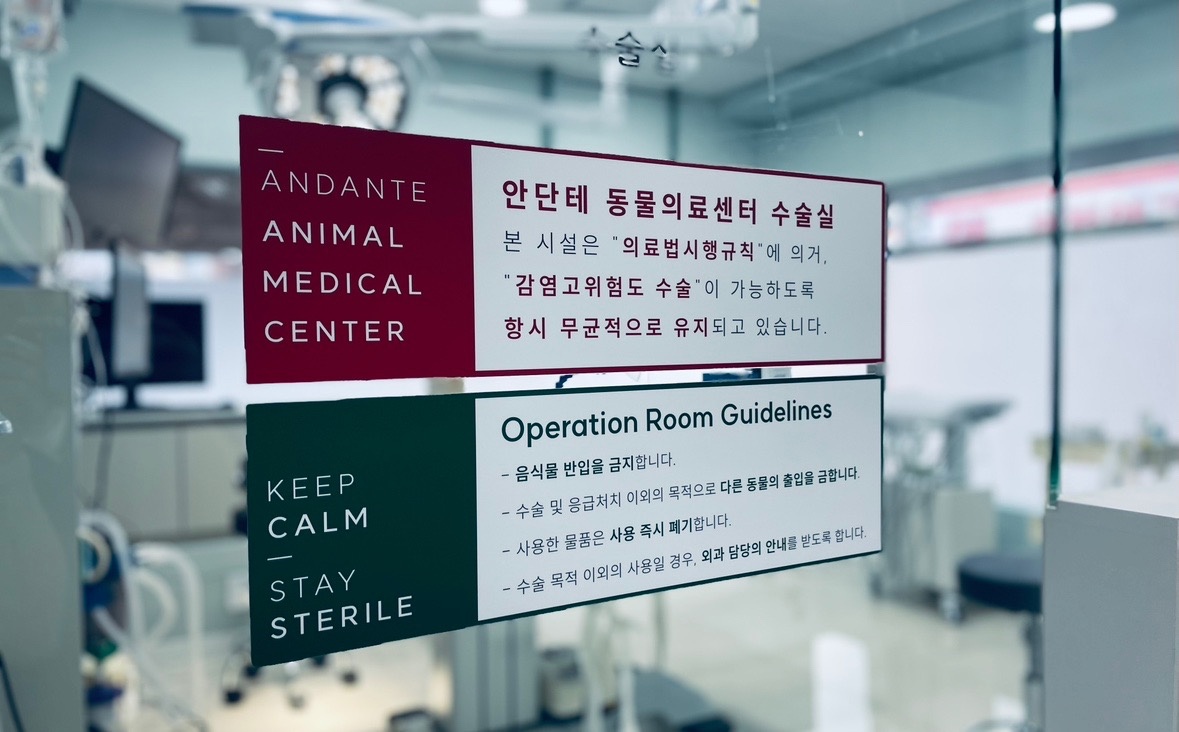 수술실
ANDANTE
ANIMAL
MEDICAL
CENTER
안단테 동물의료센터 수술실
본 시설은 "의료법시행규칙"에 의거,
"감염고위험도 수술"이 가능하도록
항시 무균적으로 유지되고 있습니다.
KEEP
CALM
—
STAY
STERILE
Operation Room Guidelines
- 음식물 반입을 금지합니다.
- 수술 및 응급처치 이외의 목적으로 다른 동물의 출입을 금합니다.
- 사용한 물품은 사용 즉시 폐기합니다.
- 수술 목적 이외의 사용일 경우, 외과 담당의 안내를 받도록 합니다.